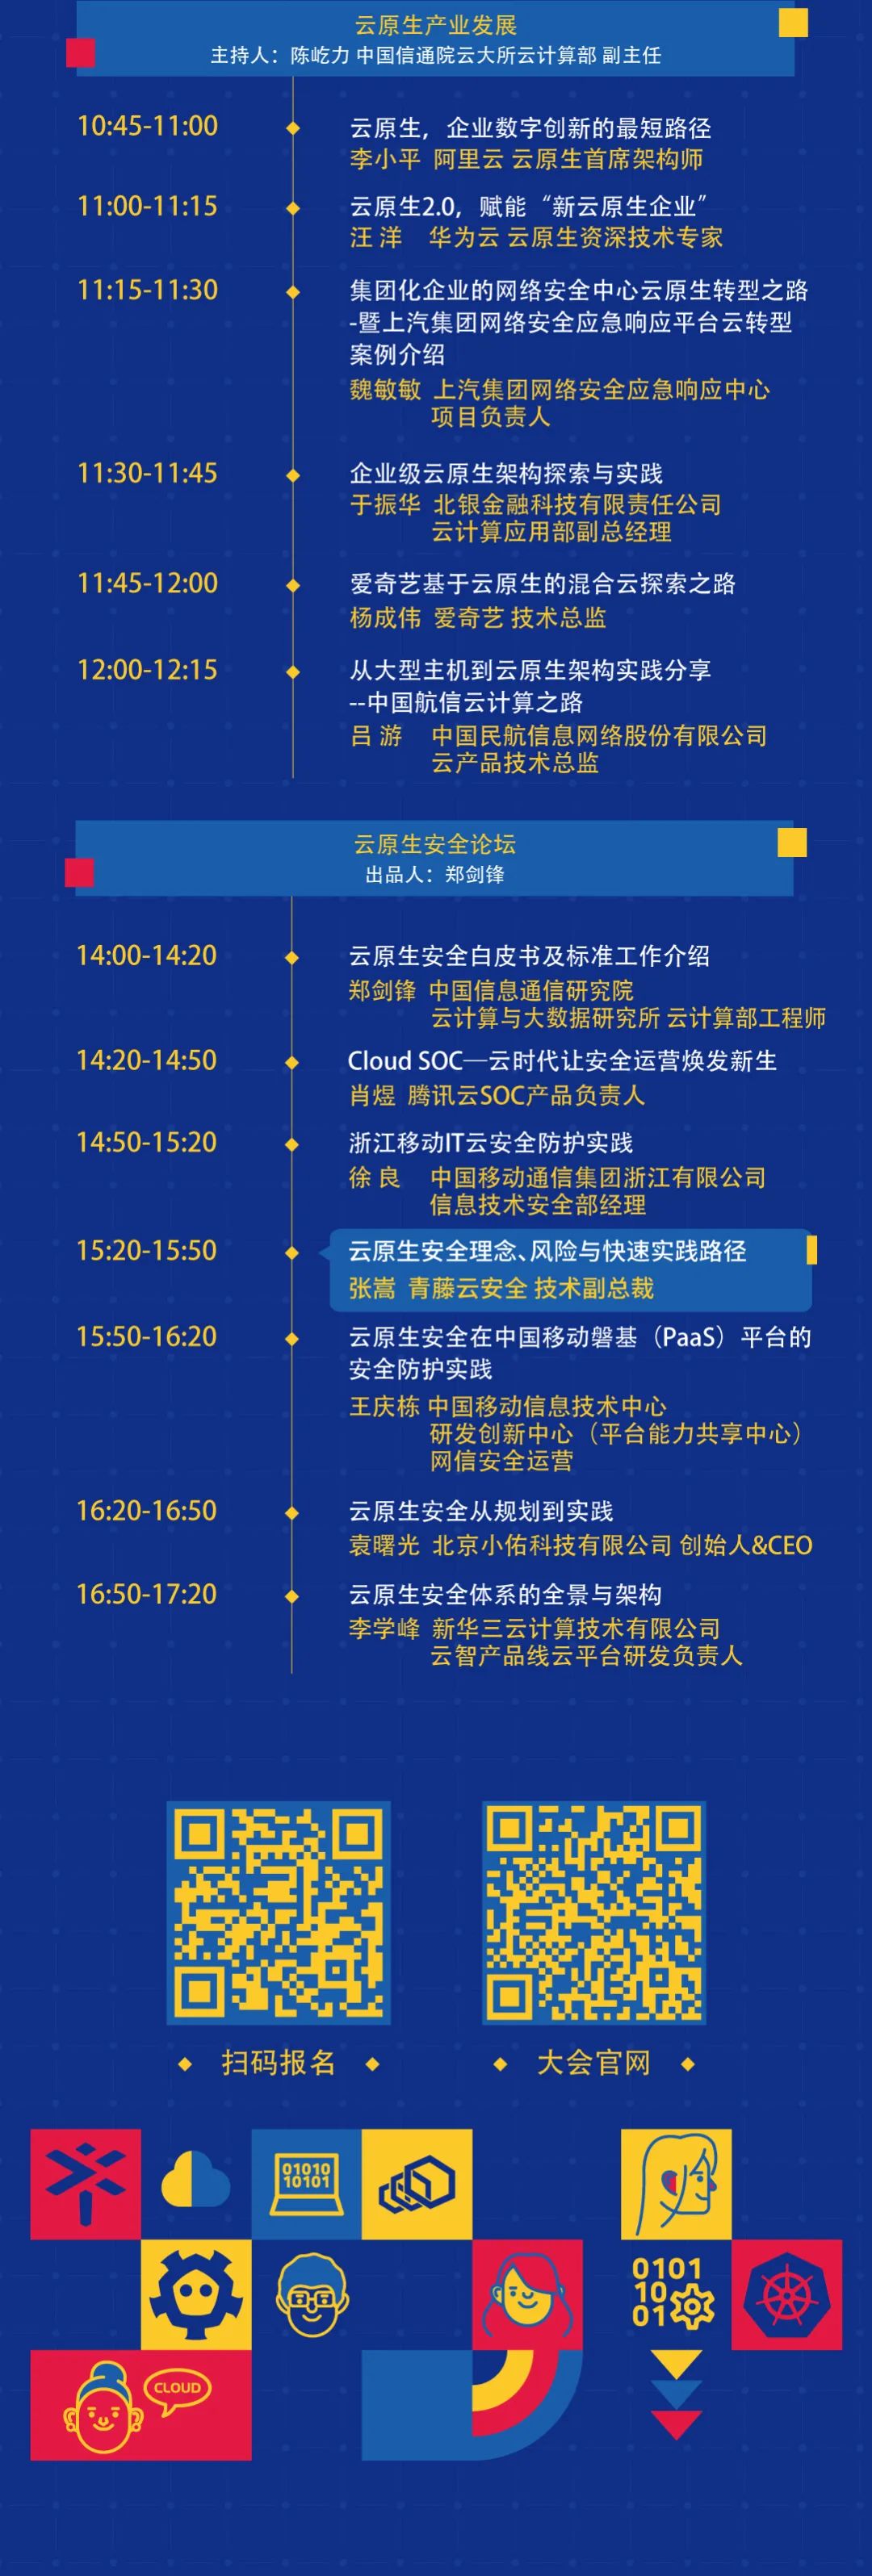 云原生产业发展
主持人：陈屹力 中国信通院云大所云计算部 副主任
10:45-11:00
云原生，企业数字创新的最短路径
李小平 阿里云 云原生首席架构师
11:00-11:15
云原生2.0，赋能“新云原生企业”
汪 洋 华为云 云原生资深技术专家
11:15-11:30
集团化企业的网络安全中心云原生转型之路
-暨上汽集团网络安全应急响应平台云转型
案例介绍
魏敏敏 上汽集团网络安全应急响应中心
项目负责人
11:30-11:45
企业级云原生架构探索与实践
于振华 北银金融科技有限责任公司
云计算应用部副总经理
11:45-12:00
爱奇艺基于云原生的混合云探索之路
杨成伟 爱奇艺 技术总监
12:00-12:15
从大型主机到云原生架构实践分享
--中国航信云计算之路
吕 游 中国民航信息网络股份有限公司
云产品技术总监
云原生安全论坛
出品人：郑剑锋
14:00-14:20
云原生安全白皮书及标准工作介绍
郑剑锋 中国信息通信研究院
云计算与大数据研究所 云计算部工程师
14:20-14:50
Cloud SOC—云时代让安全运营焕发新生
肖煜 腾讯云SOC产品负责人
14:50-15:20
浙江移动IT云安全防护实践
徐 良 中国移动通信集团浙江有限公司
信息技术安全部经理
15:20-15:50
云原生安全理念、风险与快速实践路径
张嵩 青藤云安全 技术副总裁
15:50-16:20
云原生安全在中国移动磐基（PaaS）平台的
安全防护实践
王庆栋 中国移动信息技术中心
研发创新中心（平台能力共享中心）
网信安全运营
16:20-16:50
云原生安全从规划到实践
袁曙光 北京小佑科技有限公司 创始人&CEO
16:50-17:20
云原生安全体系的全景与架构
李学峰 新华三云计算技术有限公司
云智产品线云平台研发负责人
扫码报名
大会官网
01010
10101
0101
10
01
CLOUD